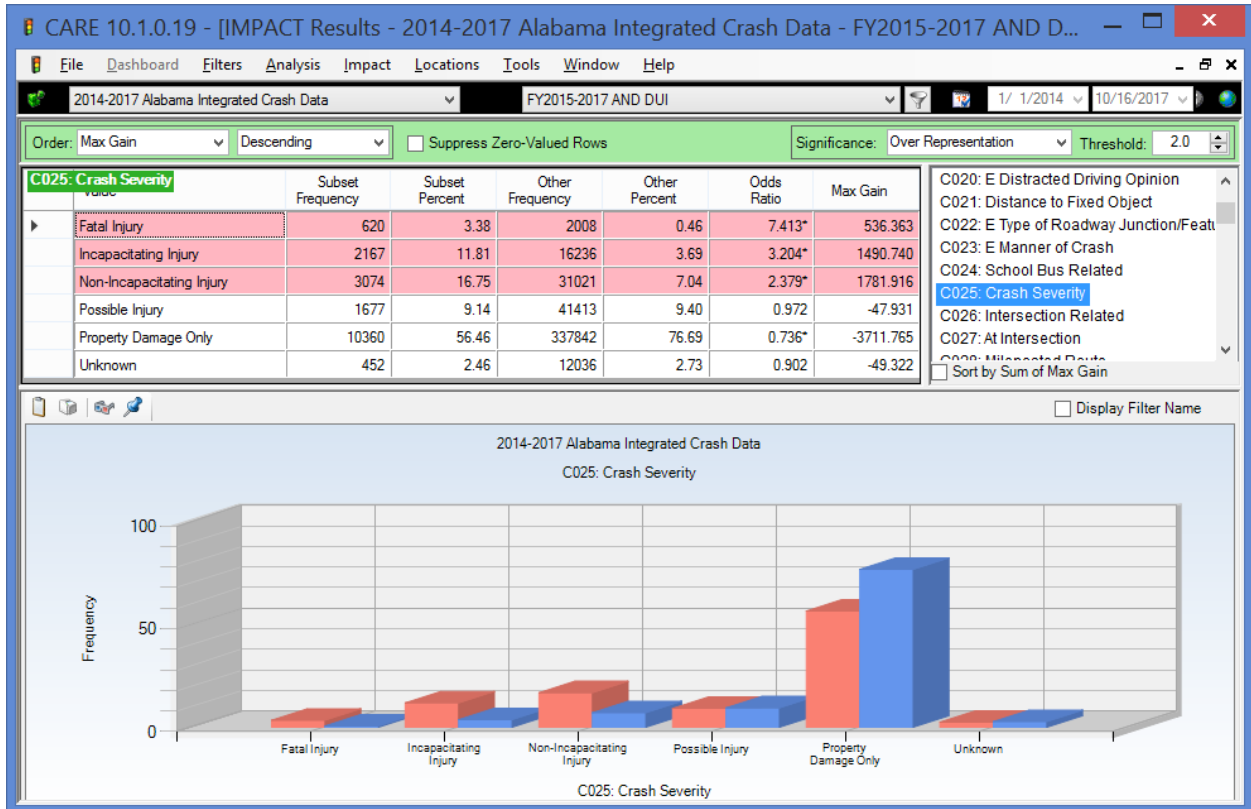 CARE 10.1.0.19 - [IMPACT Results - 2014-2017 Alabama Integrated Crash Data - FY2015-2017 AND D...
File Dashboard Filters Analysis Impact Locations Tools Window Help
2014-2017 Alabama Integrated Crash Data FY2015-2017 AND DUI 1/ 1/2014 10/16/2017
Order: Max Gain Descending Suppress Zero-Valued Rows Significance: Over Representation Threshold: 2.0
C025: Crash Severity Subset Frequency Subset Percent Other Frequency Other Percent Odds Ratio Max Gain
Fatal Injury 620 3.38 2008 0.46 7.413* 536.363
Incapacitating Injury 2167 11.81 16236 3.69 3.204* 1490.740
Non-Incapacitating Injury 3074 16.75 31021 7.04 2.379* 1781.916
Possible Injury 1677 9.14 41413 9.40 0.972 -47.931
Property Damage Only 10360 56.46 337842 76.69 0.736* -3711.765
Unknown 452 2.46 12036 2.73 0.902 -49.322
C020: E Distracted Driving Opinion
C021: Distance to Fixed Object
C022: E Type of Roadway Junction/Featu
C023: E Manner of Crash
C024: School Bus Related
C025: Crash Severity
C026: Intersection Related
C027: At Intersection
Sort by Sum of Max Gain
Display Filter Name
2014-2017 Alabama Integrated Crash Data
C025: Crash Severity
Frequency
100
50
0
Fatal Injury
Incapacitating
Injury
Non-Incapacitating
Injury
Possible Injury
Property
Damage Only
Unknown
C025: Crash Severity